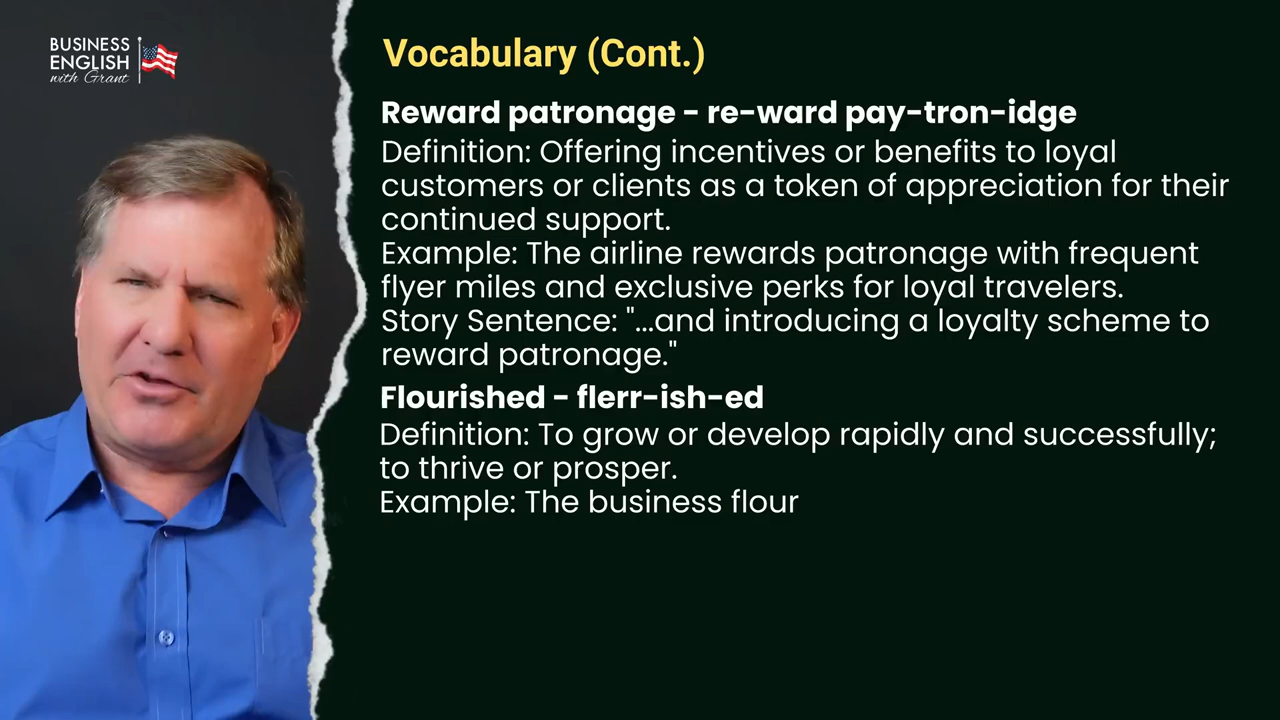 BUSINESS
ENGLISH
with Grant
Vocabulary (Cont.)
Reward patronage - re-ward pay-tron-idge
Definition: Offering incentives or benefits to loyal
customers or clients as a token of appreciation for their
continued support.
Example: The airline rewards patronage with frequent
flyer miles and exclusive perks for loyal travelers.
Story Sentence: "...and introducing a loyalty scheme to
reward patronage."
Flourished - flerr-ish-ed
Definition: To grow or develop rapidly and successfully;
to thrive or prosper.
Example: The business flour